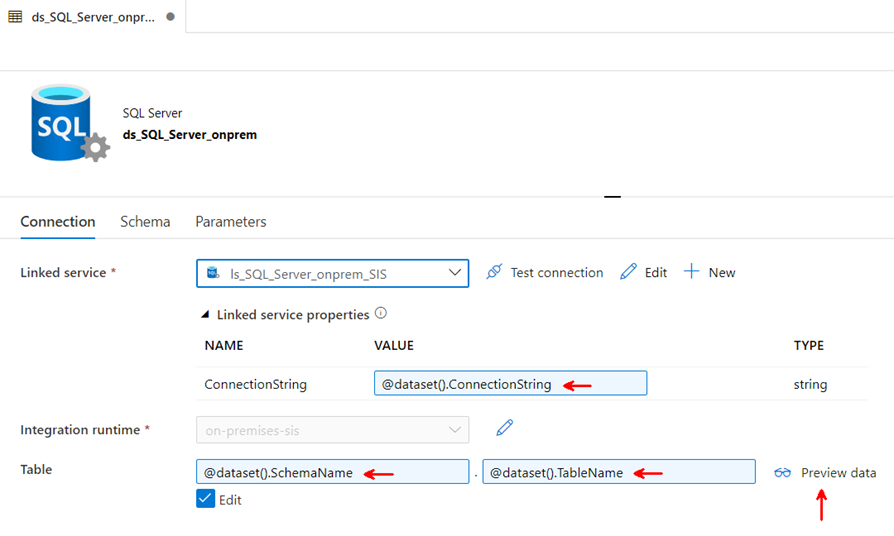 ds_SQL_Server_onpr...
SQL
SQL Server
ds_SQL_Server_onprem
Connection Schema Parameters
Linked service * ls_SQL_Server_onprem_SIS Test connection Edit New
Linked service properties
NAME VALUE TYPE
ConnectionString @dataset().ConnectionString string
Integration runtime * on-premises-sis
Table @dataset().SchemaName . @dataset().TableName Preview data
Edit